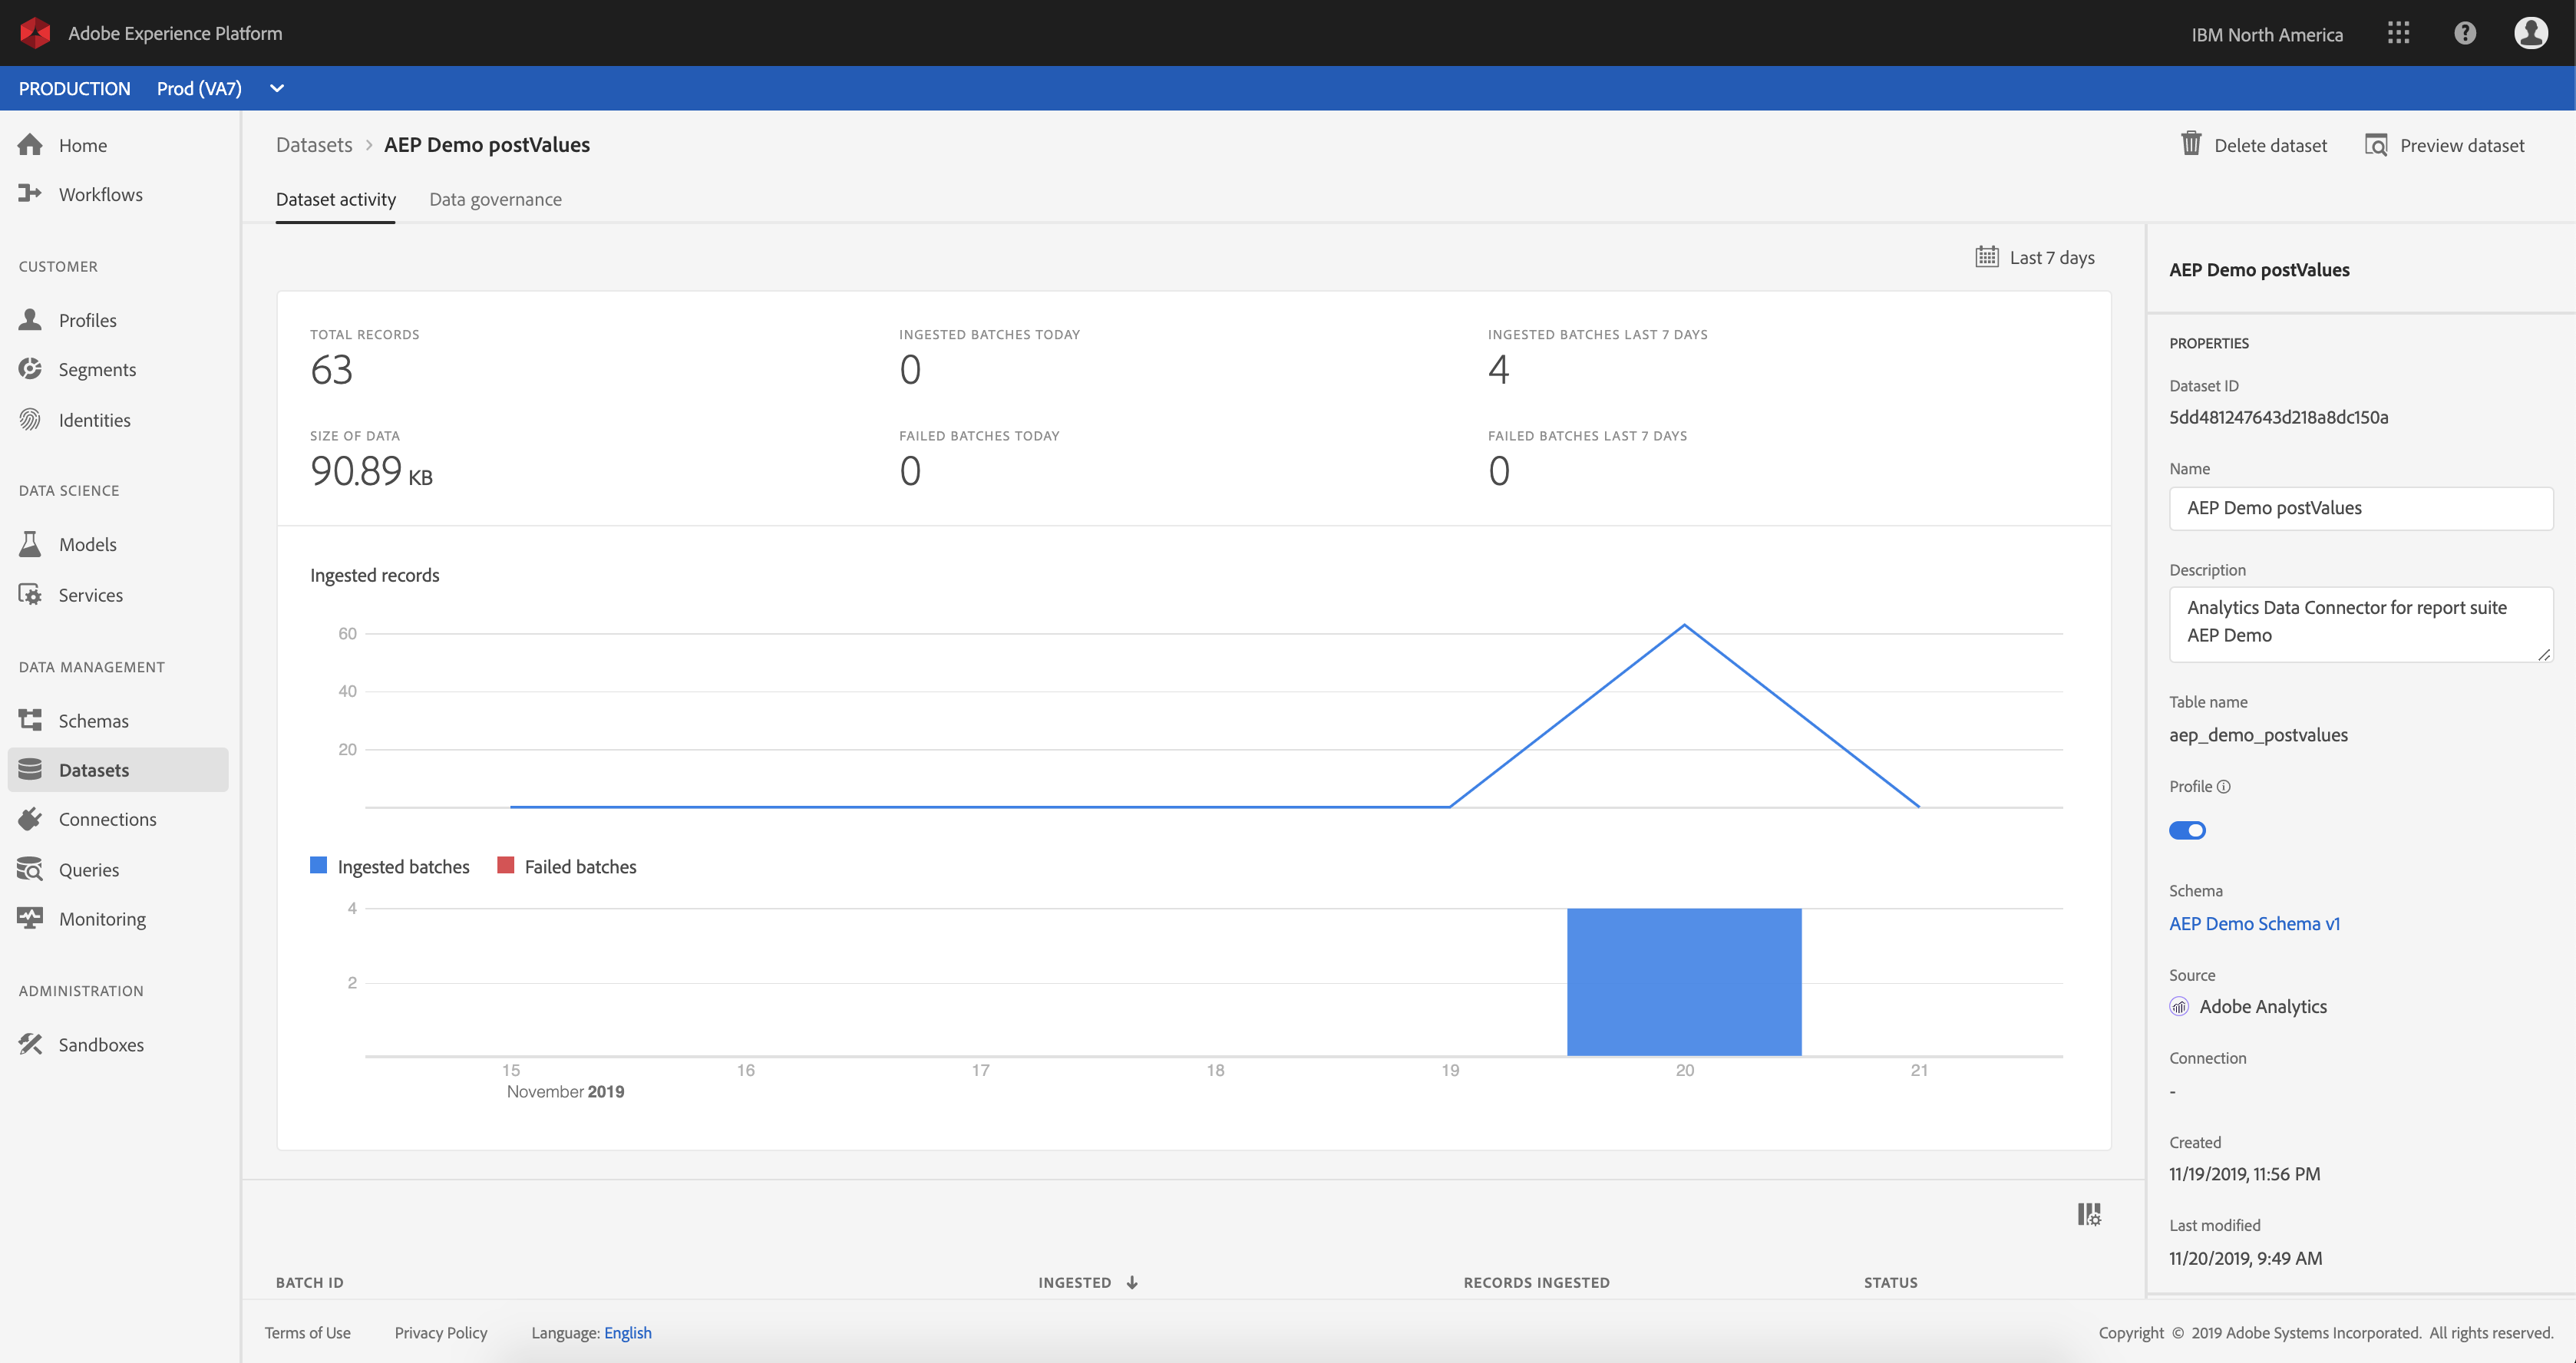 Adobe Experience Platform
IBM North America
PRODUCTION Prod (VA7)
Home
Workflows
CUSTOMER
Profiles
Segments
Identities
DATA SCIENCE
Models
Services
DATA MANAGEMENT
Schemas
Datasets
Connections
Queries
Monitoring
ADMINISTRATION
Sandboxes
Datasets > AEP Demo postValues
Delete dataset
Preview dataset
Dataset activity
Data governance
Last 7 days
TOTAL RECORDS
63
INGESTED BATCHES TODAY
0
INGESTED BATCHES LAST 7 DAYS
4
SIZE OF DATA
90.89 KB
FAILED BATCHES TODAY
0
FAILED BATCHES LAST 7 DAYS
0
Ingested records
60
40
20
Ingested batches
Failed batches
4
2
15 16 17 18 19 20 21
November 2019
BATCH ID
INGESTED
RECORDS INGESTED
STATUS
AEP Demo postValues
PROPERTIES
Dataset ID
5dd481247643d218a8dc150a
Name
AEP Demo postValues
Description
Analytics Data Connector for report suite
AEP Demo
Table name
aep_demo_postvalues
Profile
Schema
AEP Demo Schema v1
Source
Adobe Analytics
Connection
-
Created
11/19/2019, 11:56 PM
Last modified
11/20/2019, 9:49 AM
Terms of Use
Privacy Policy
Language: English
Copyright © 2019 Adobe Systems Incorporated. All rights reserved.